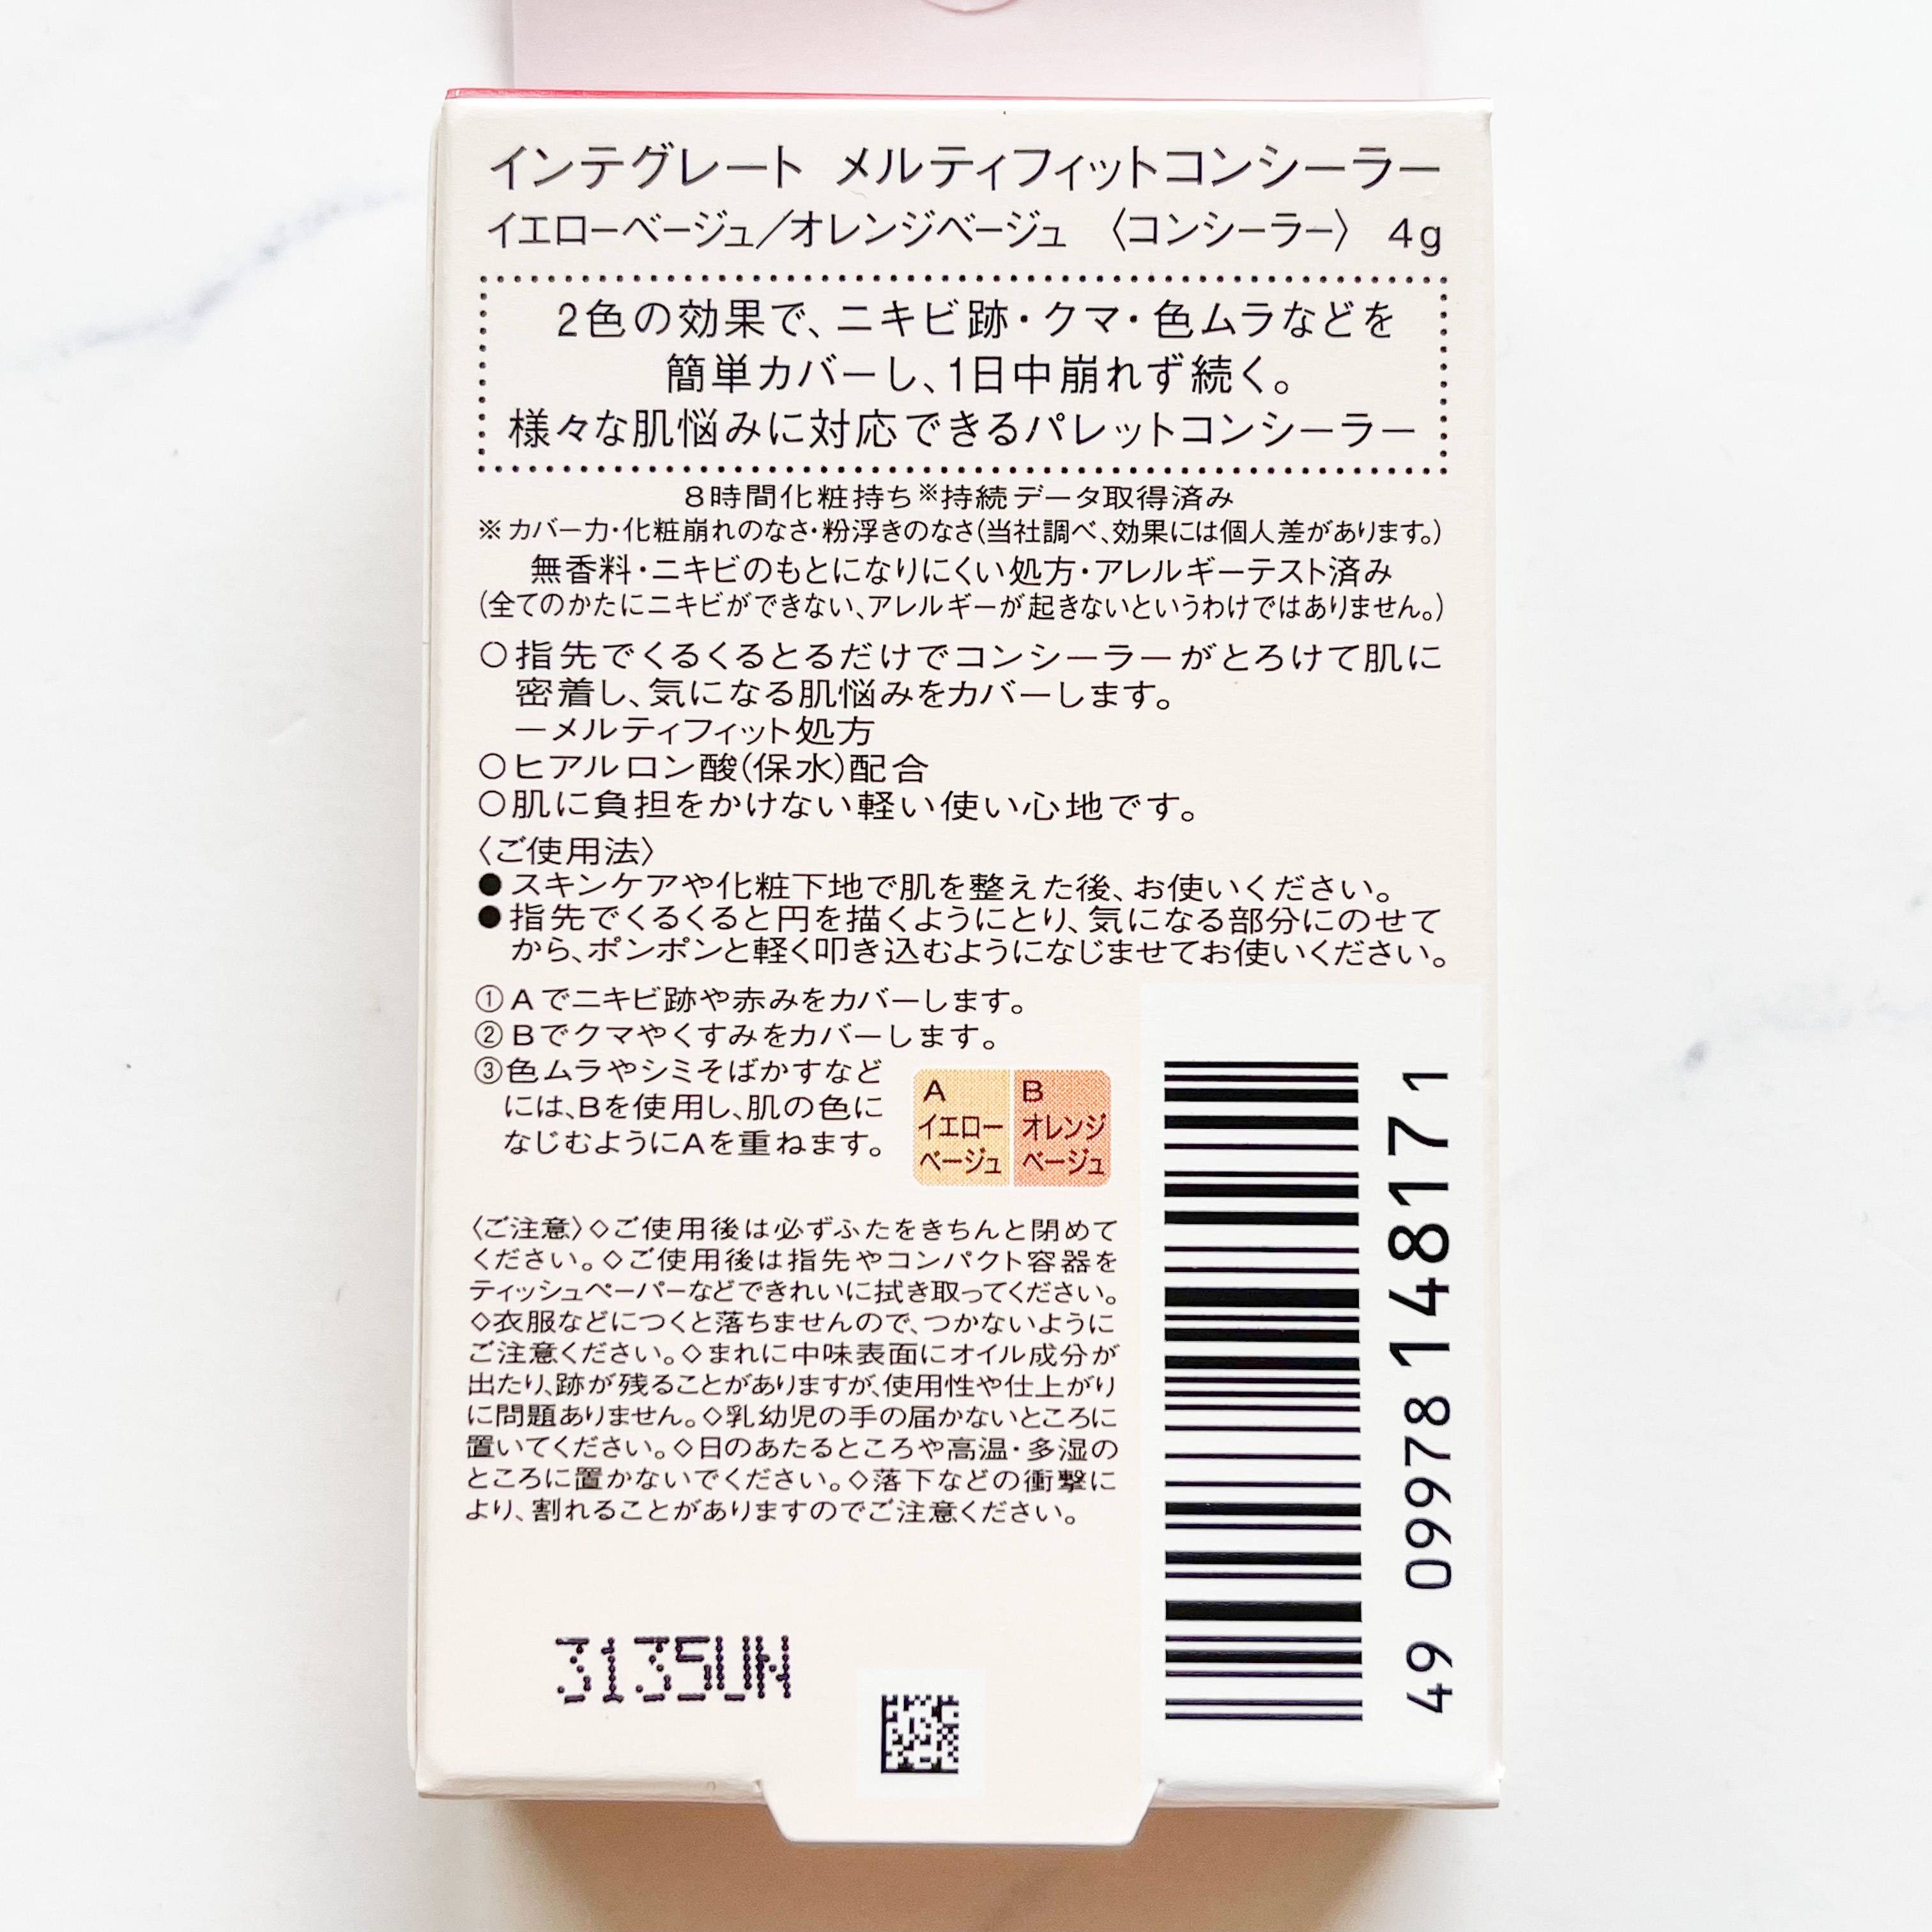 インテグレート メルティフィットコンシーラー
イエローベージュ／オレンジベージュ 〈コンシーラー〉 4g
2色の効果で、ニキビ跡・クマ・色ムラなどを
簡単カバーし、1日中崩れず続く。
様々な肌悩みに対応できるパレットコンシーラー
8時間化粧持ち※持続データ取得済み
※カバー力・化粧崩れのなさ・粉浮きのなさ(当社調べ、効果には個人差があります。)
無香料・ニキビのもとになりにくい処方・アレルギーテスト済み
(全てのかたにニキビができない、アレルギーが起きないというわけではありません。)
○指先でくるくるとるだけでコンシーラーがとろけて肌に
密着し、気になる肌悩みをカバーします。
ーメルティフィット処方
○ヒアルロン酸(保水)配合
○肌に負担をかけない軽い使い心地です。
〈ご使用法〉
●スキンケアや化粧下地で肌を整えた後、お使いください。
●指先でくるくると円を描くようにとり、気になる部分にのせて
から、ポンポンと軽く叩き込むようになじませてお使いください。
①Aでニキビ跡や赤みをカバーします。
②Bでクマやくすみをカバーします。
③色ムラやシミそばかすなど
には、Bを使用し、肌の色に
なじむようにAを重ねます。
A
イエロー
ベージュ
B
オレンジ
ベージュ
〈ご注意〉◇ご使用後は必ずふたをきちんと閉めて
ください。◇ご使用後は指先やコンパクト容器を
ティッシュペーパーなどできれいに拭き取ってください。
◇衣服などにつくと落ちませんので、つかないように
ご注意ください。◇まれに中味表面にオイル成分が
出たり、跡が残ることがありますが、使用性や仕上がり
に問題ありません。◇乳幼児の手の届かないところに
置いてください。◇日のあたるところや高温・多湿の
ところに置かないでください。◇落下などの衝撃に
より、割れることがありますのでご注意ください。
3135UN
49 09978 148171